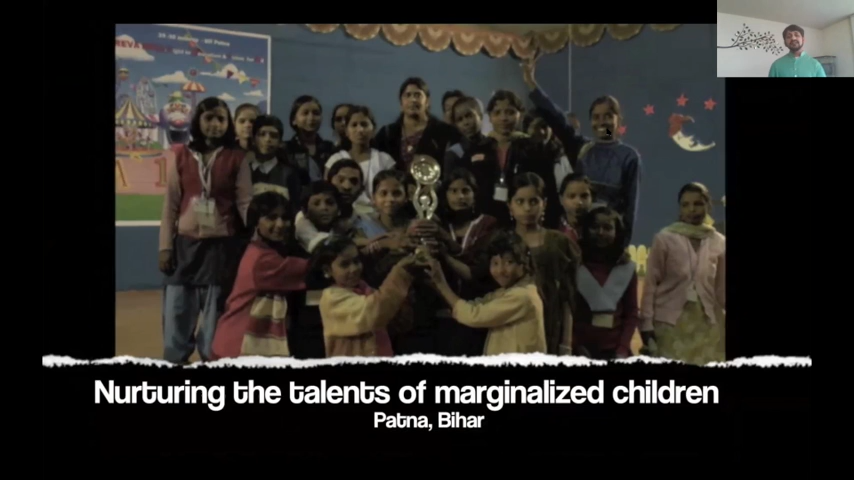 Nurturing the talents of marginalized children
Patna, Bihar